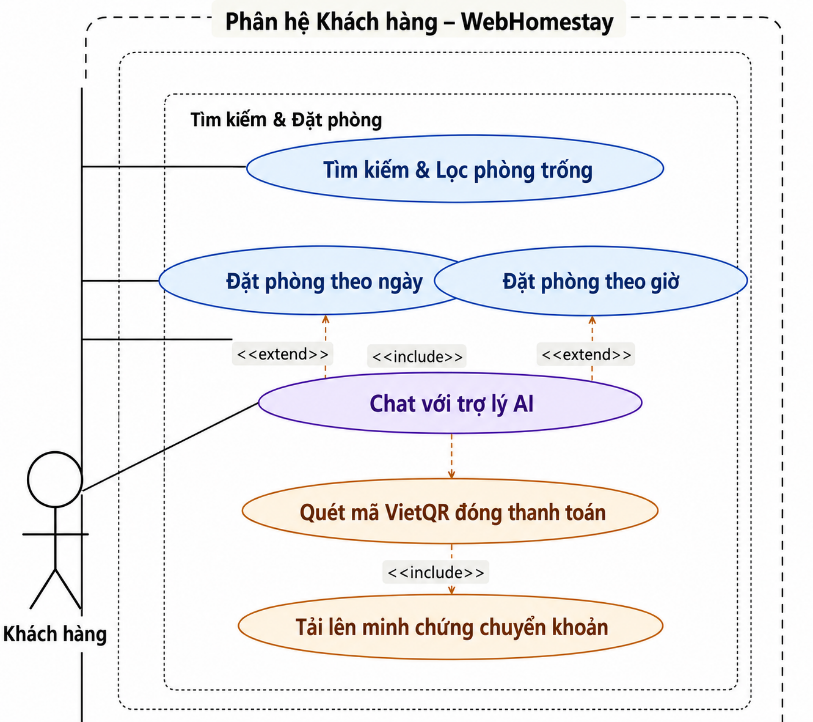 Phân hệ Khách hàng – WebHomestay
Tìm kiếm & Đặt phòng
Tìm kiếm & Lọc phòng trống
Đặt phòng theo ngày
Đặt phòng theo giờ
<<extend>>
<<include>>
<<extend>>
Chat với trợ lý AI
Quét mã VietQR đóng thanh toán
<<include>>
Tải lên minh chứng chuyển khoản
Khách hàng